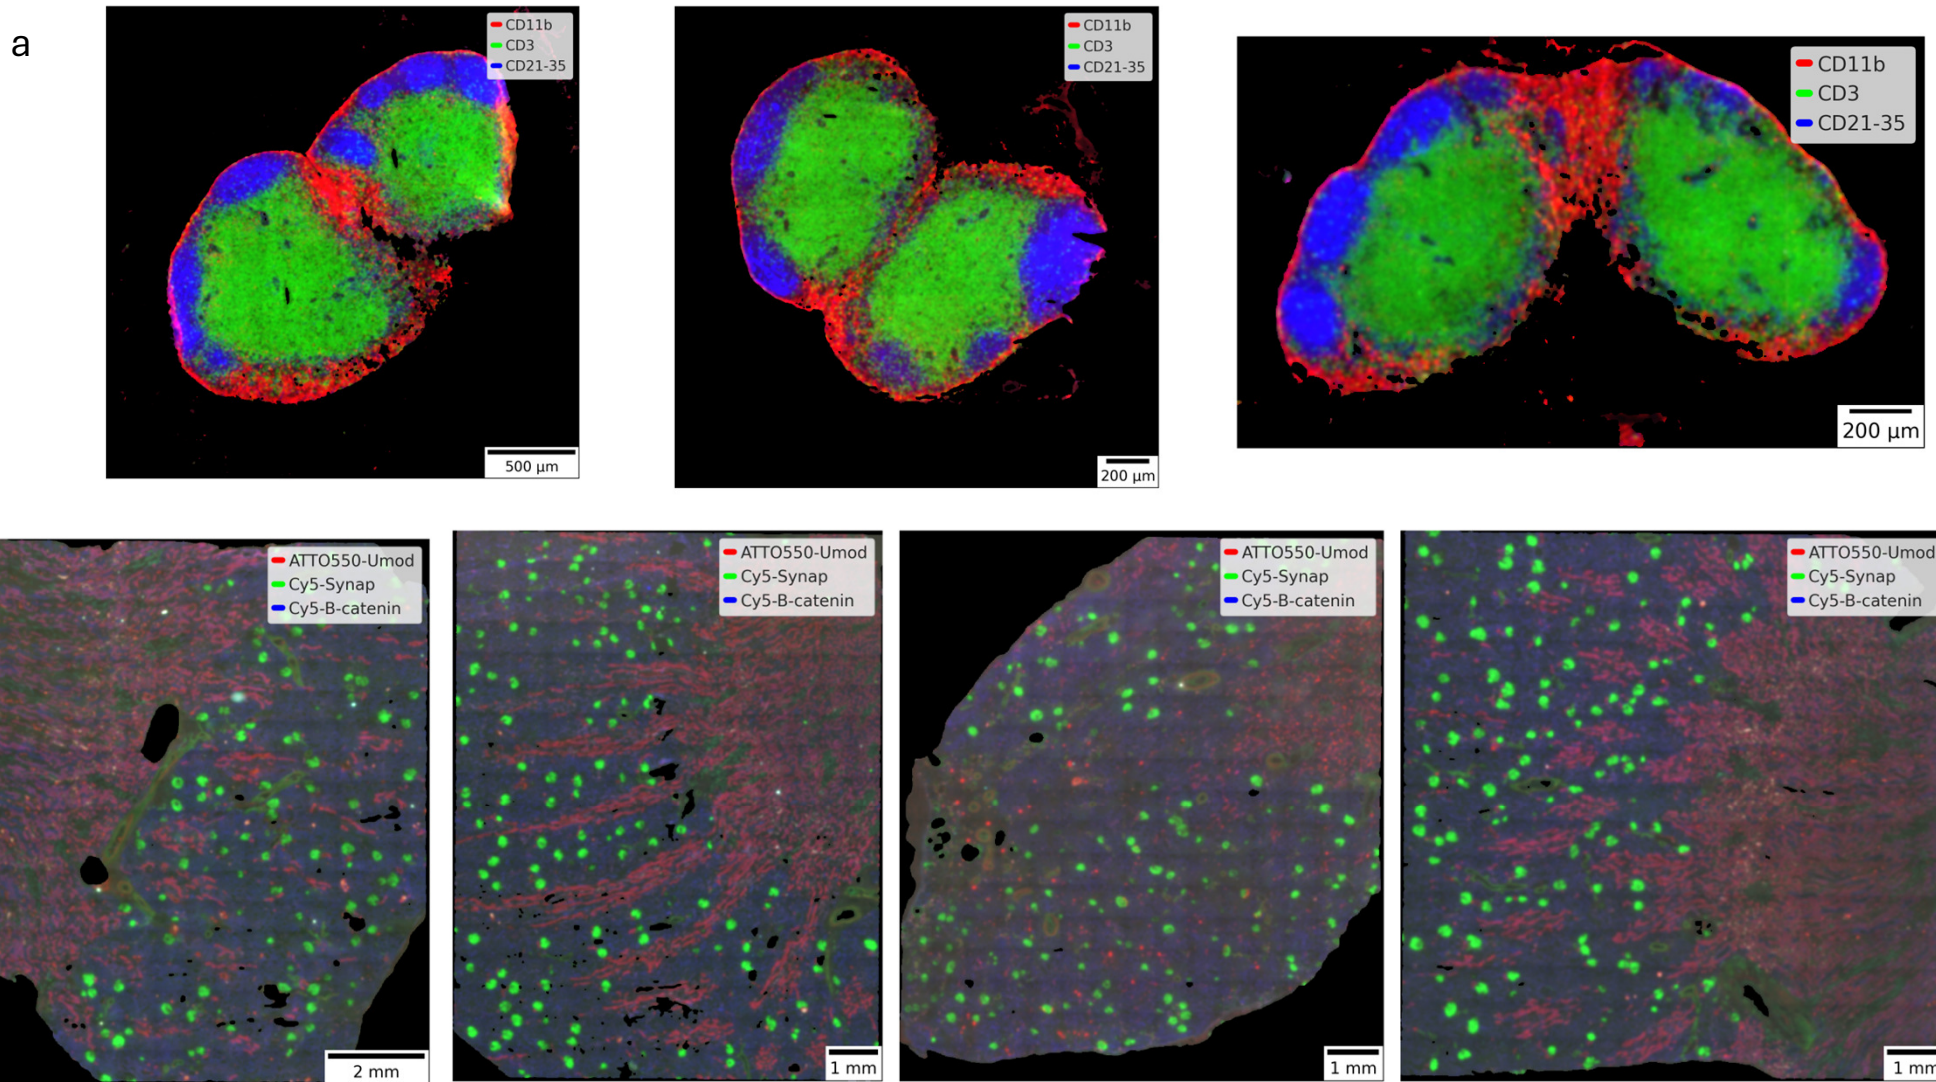 a
CD11b
CD3
CD21-35
500 µm
CD11b
CD3
CD21-35
200 µm
CD11b
CD3
CD21-35
200 µm
ATTO550-Umod
Cy5-Synap
Cy5-B-catenin
2 mm
ATTO550-Umod
Cy5-Synap
Cy5-B-catenin
1 mm
ATTO550-Umod
Cy5-Synap
Cy5-B-catenin
1 mm
ATTO550-Umod
Cy5-Synap
Cy5-B-catenin
1 mm